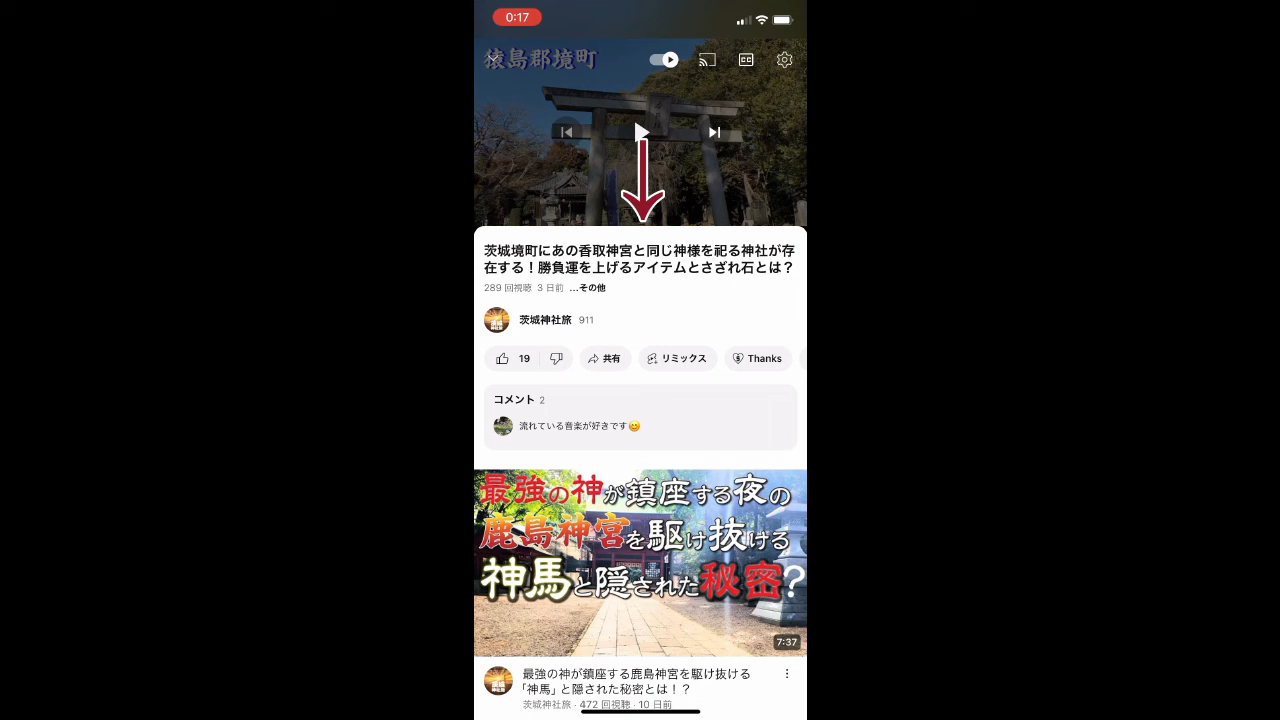 0:17
猿島郡境町
CC
茨城境町にあの香取神宮と同じ神様を祀る神社が存
在する！勝負運を上げるアイテムとさざれ石とは？
289 回視聴 3 日前 ...その他
茨城神社旅 911
19 共有 リミックス Thanks
コメント 2
流れている音楽が好きです😊
最強の神が鎮座する夜の
鹿島神宮を駆け抜ける
神馬と隠された秘密?
7:37
最強の神が鎮座する鹿島神宮を駆け抜ける
「神馬」と隠された秘密とは！？
茨城神社旅 · 472 回視聴 · 10 日前